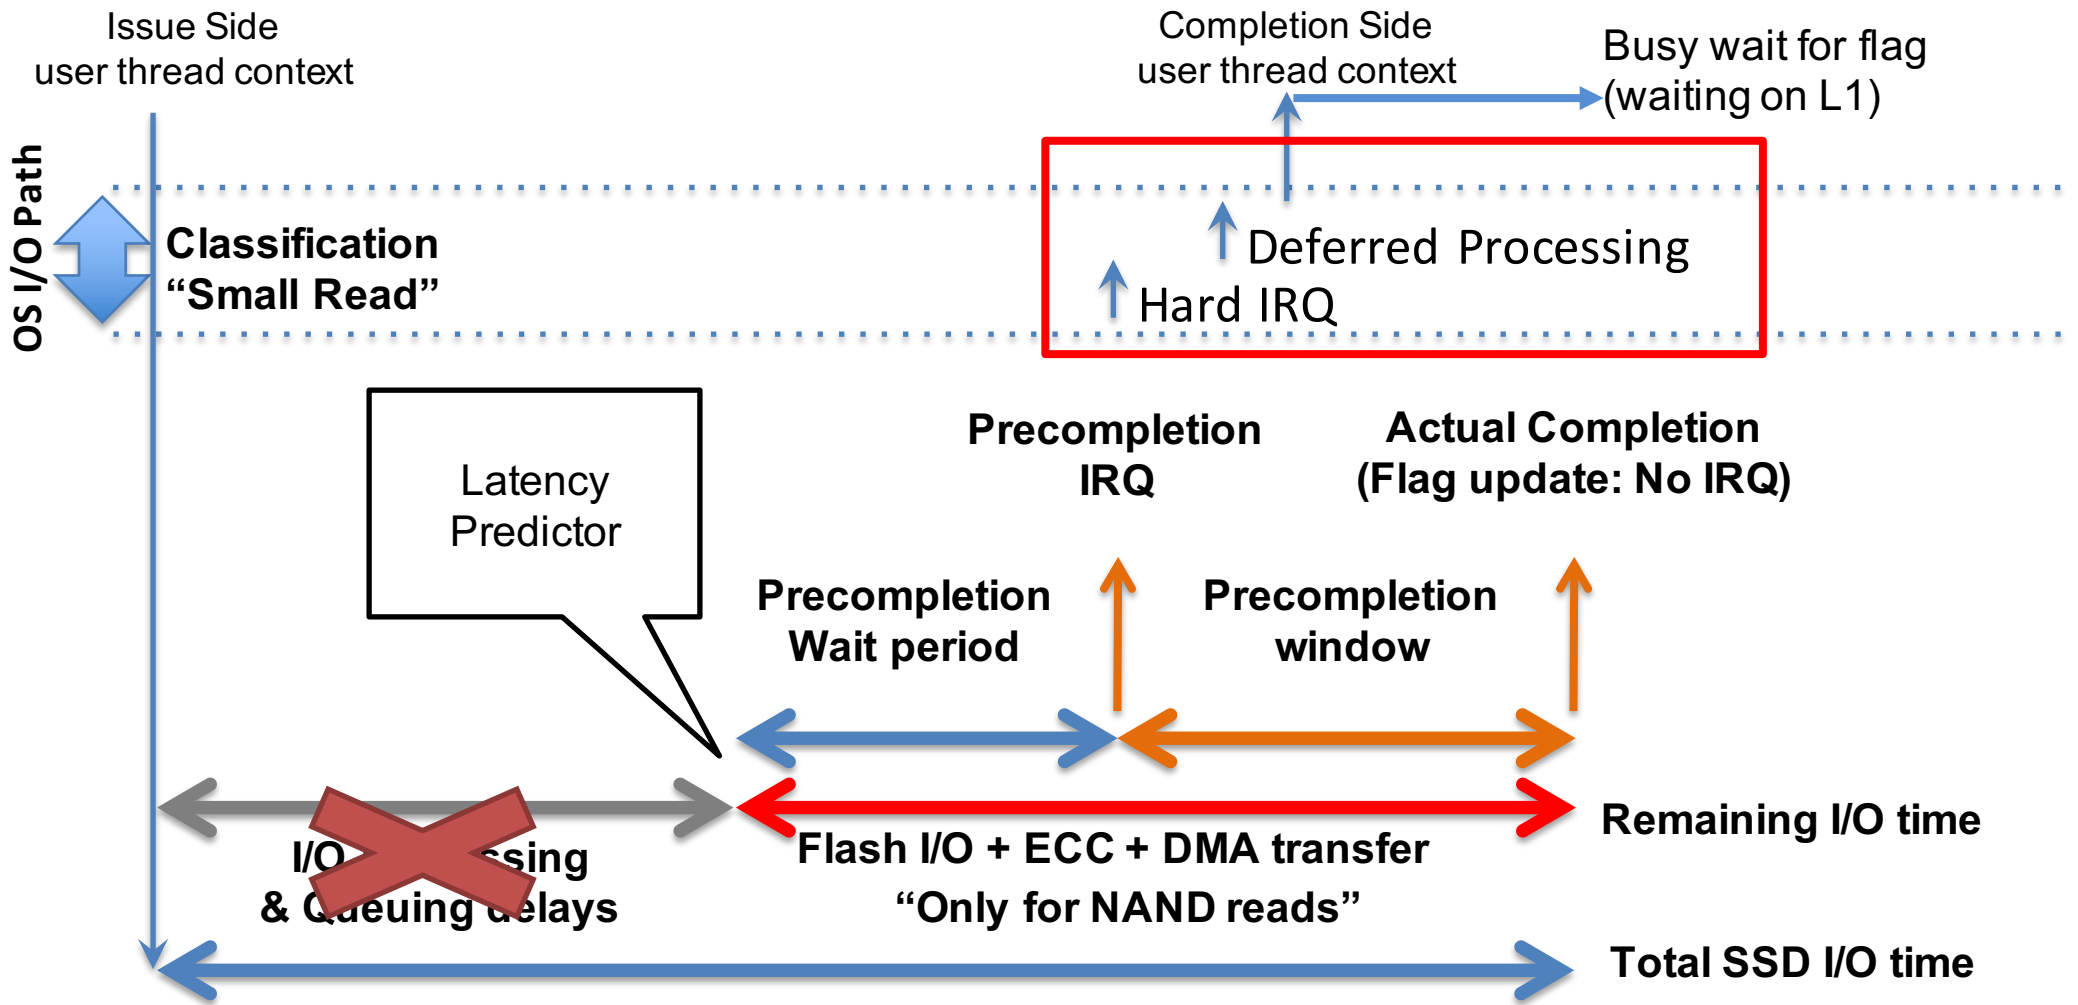 Issue Side
user thread context
Completion Side
user thread context
Busy wait for flag
(waiting on L1)
OS I/O Path
Classification
“Small Read”
Deferred Processing
Hard IRQ
Latency
Predictor
Precompletion
IRQ
Actual Completion
(Flag update: No IRQ)
Precompletion
Wait period
Precompletion
window
I/O
& Queuing delays
Flash I/O + ECC + DMA transfer
“Only for NAND reads”
Remaining I/O time
Total SSD I/O time